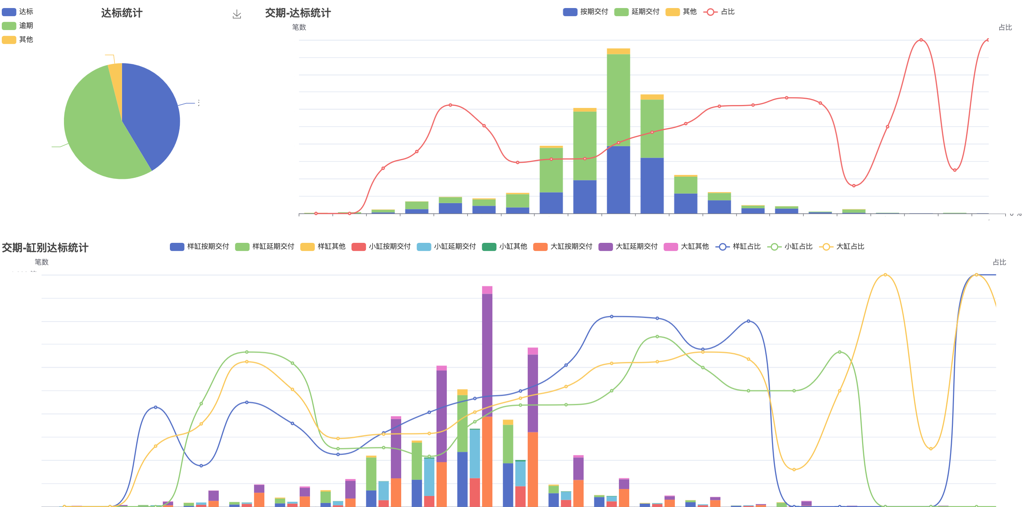 达标
逾期
其他
达标统计
交期-达标统计
按期交付
延期交付
其他
占比
笔数
占比
交期-缸别达标统计
样缸按期交付
样缸延期交付
样缸其他
小缸按期交付
小缸延期交付
小缸其他
大缸按期交付
大缸延期交付
大缸其他
样缸占比
小缸占比
大缸占比
笔数
占比